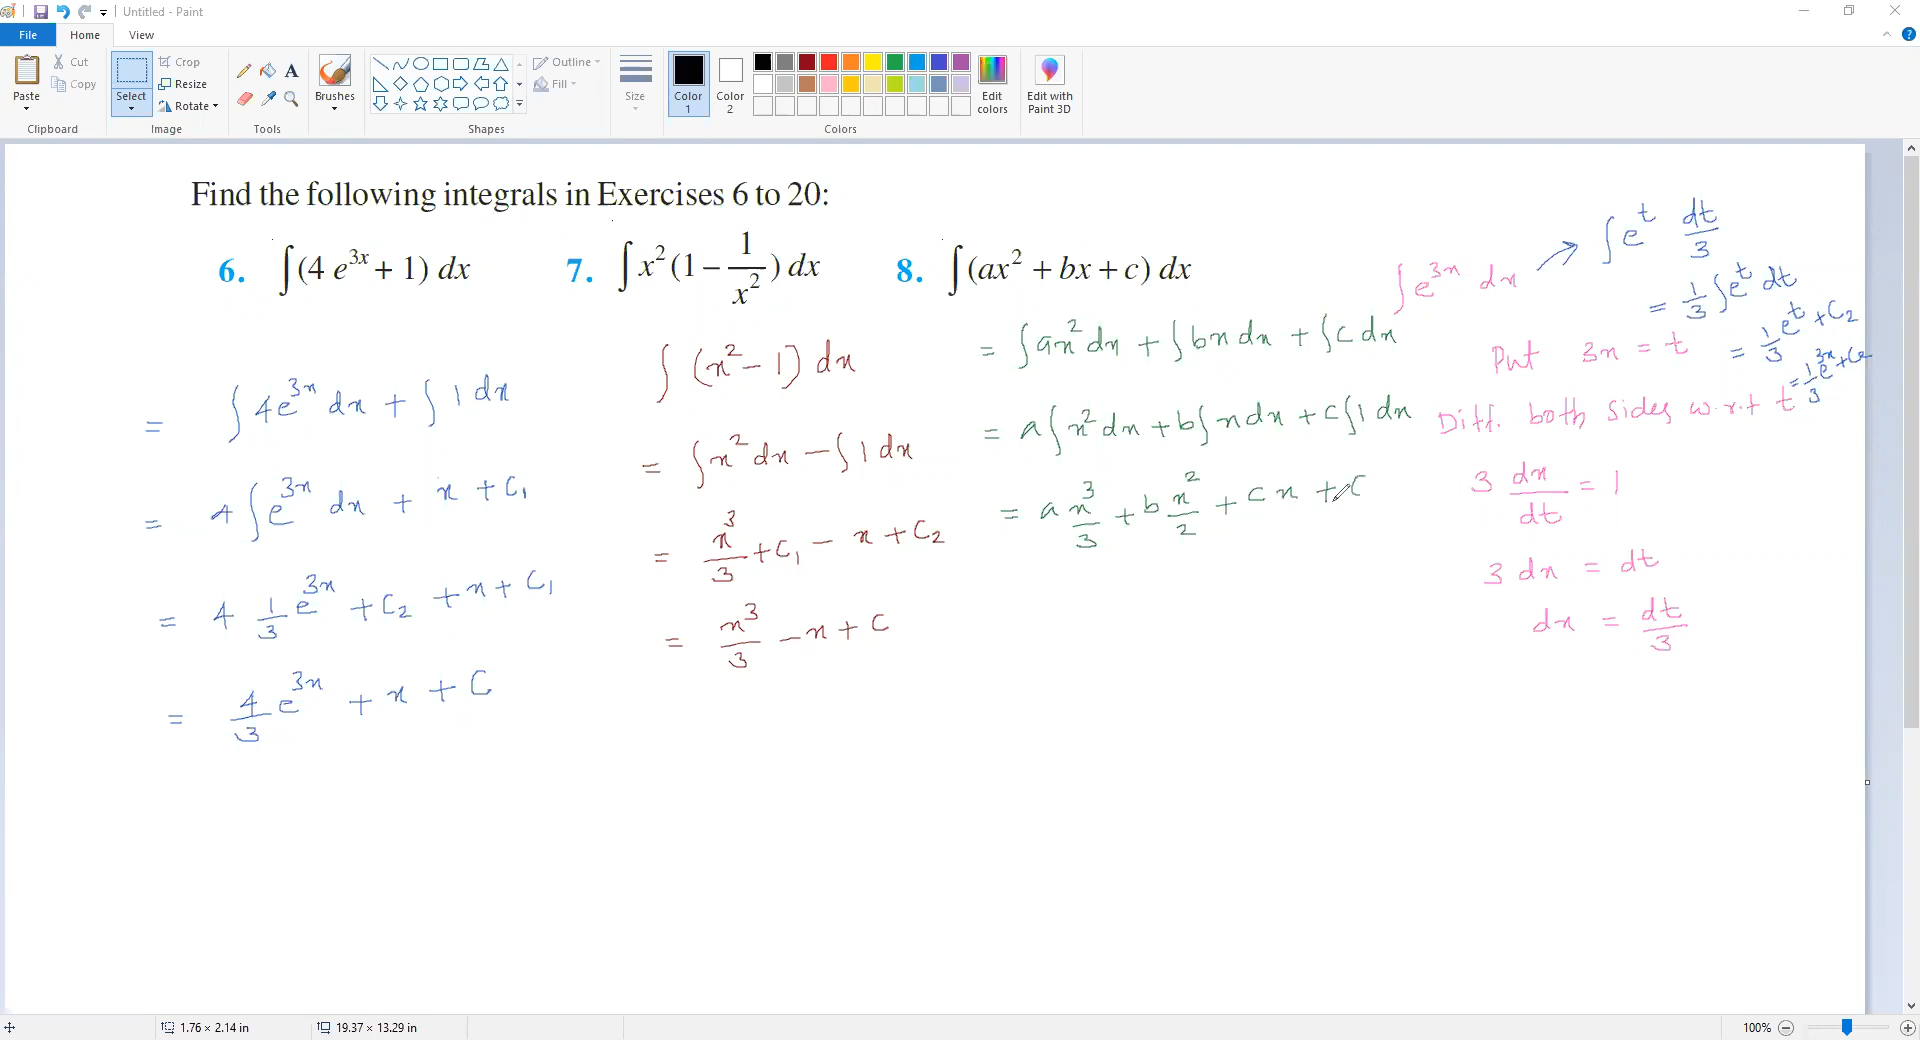 Untitled - Paint
File Home View
Paste
Cut
Copy
Clipboard
Select
Crop
Resize
Rotate
Image
A
Tools
Brushes
Outline
Fill
Shapes
Size
Color 1
Color 2
Edit colors
Edit with Paint 3D
Colors
Find the following integrals in Exercises 6 to 20:
6. ∫(4 e^{3x} + 1) dx
7. ∫ x² (1 – 1/x²) dx
8. ∫(ax² + bx + c) dx
= ∫ 4e^{3x} dx + ∫ 1 dx
= 4 ∫ e^{3x} dx + x + C₁
= 4 1/3 e^{3x} + C₂ + x + C₁
= 4/3 e^{3x} + x + C
∫ (x² – 1) dx
= ∫ x² dx – ∫ 1 dx
= x³/3 + C₁ – x + C₂
= x³/3 – x + C
= ∫ ax² dx + ∫ bx dx + ∫ c dx
= a ∫ x² dx + b ∫ x dx + c ∫ 1 dx
= a x³/3 + b x²/2 + c x + C
∫ e^{3x} dx → ∫ e^t dt/3
= 1/3 ∫ e^t dt
= 1/3 e^t + C₂
= 1/3 e^{3x} + C₂
Put 3x = t
Diff. both sides w.r.t t
3 dx/dt = 1
3 dx = dt
dx = dt/3
1.76 × 2.14 in
19.37 × 13.29 in
100%